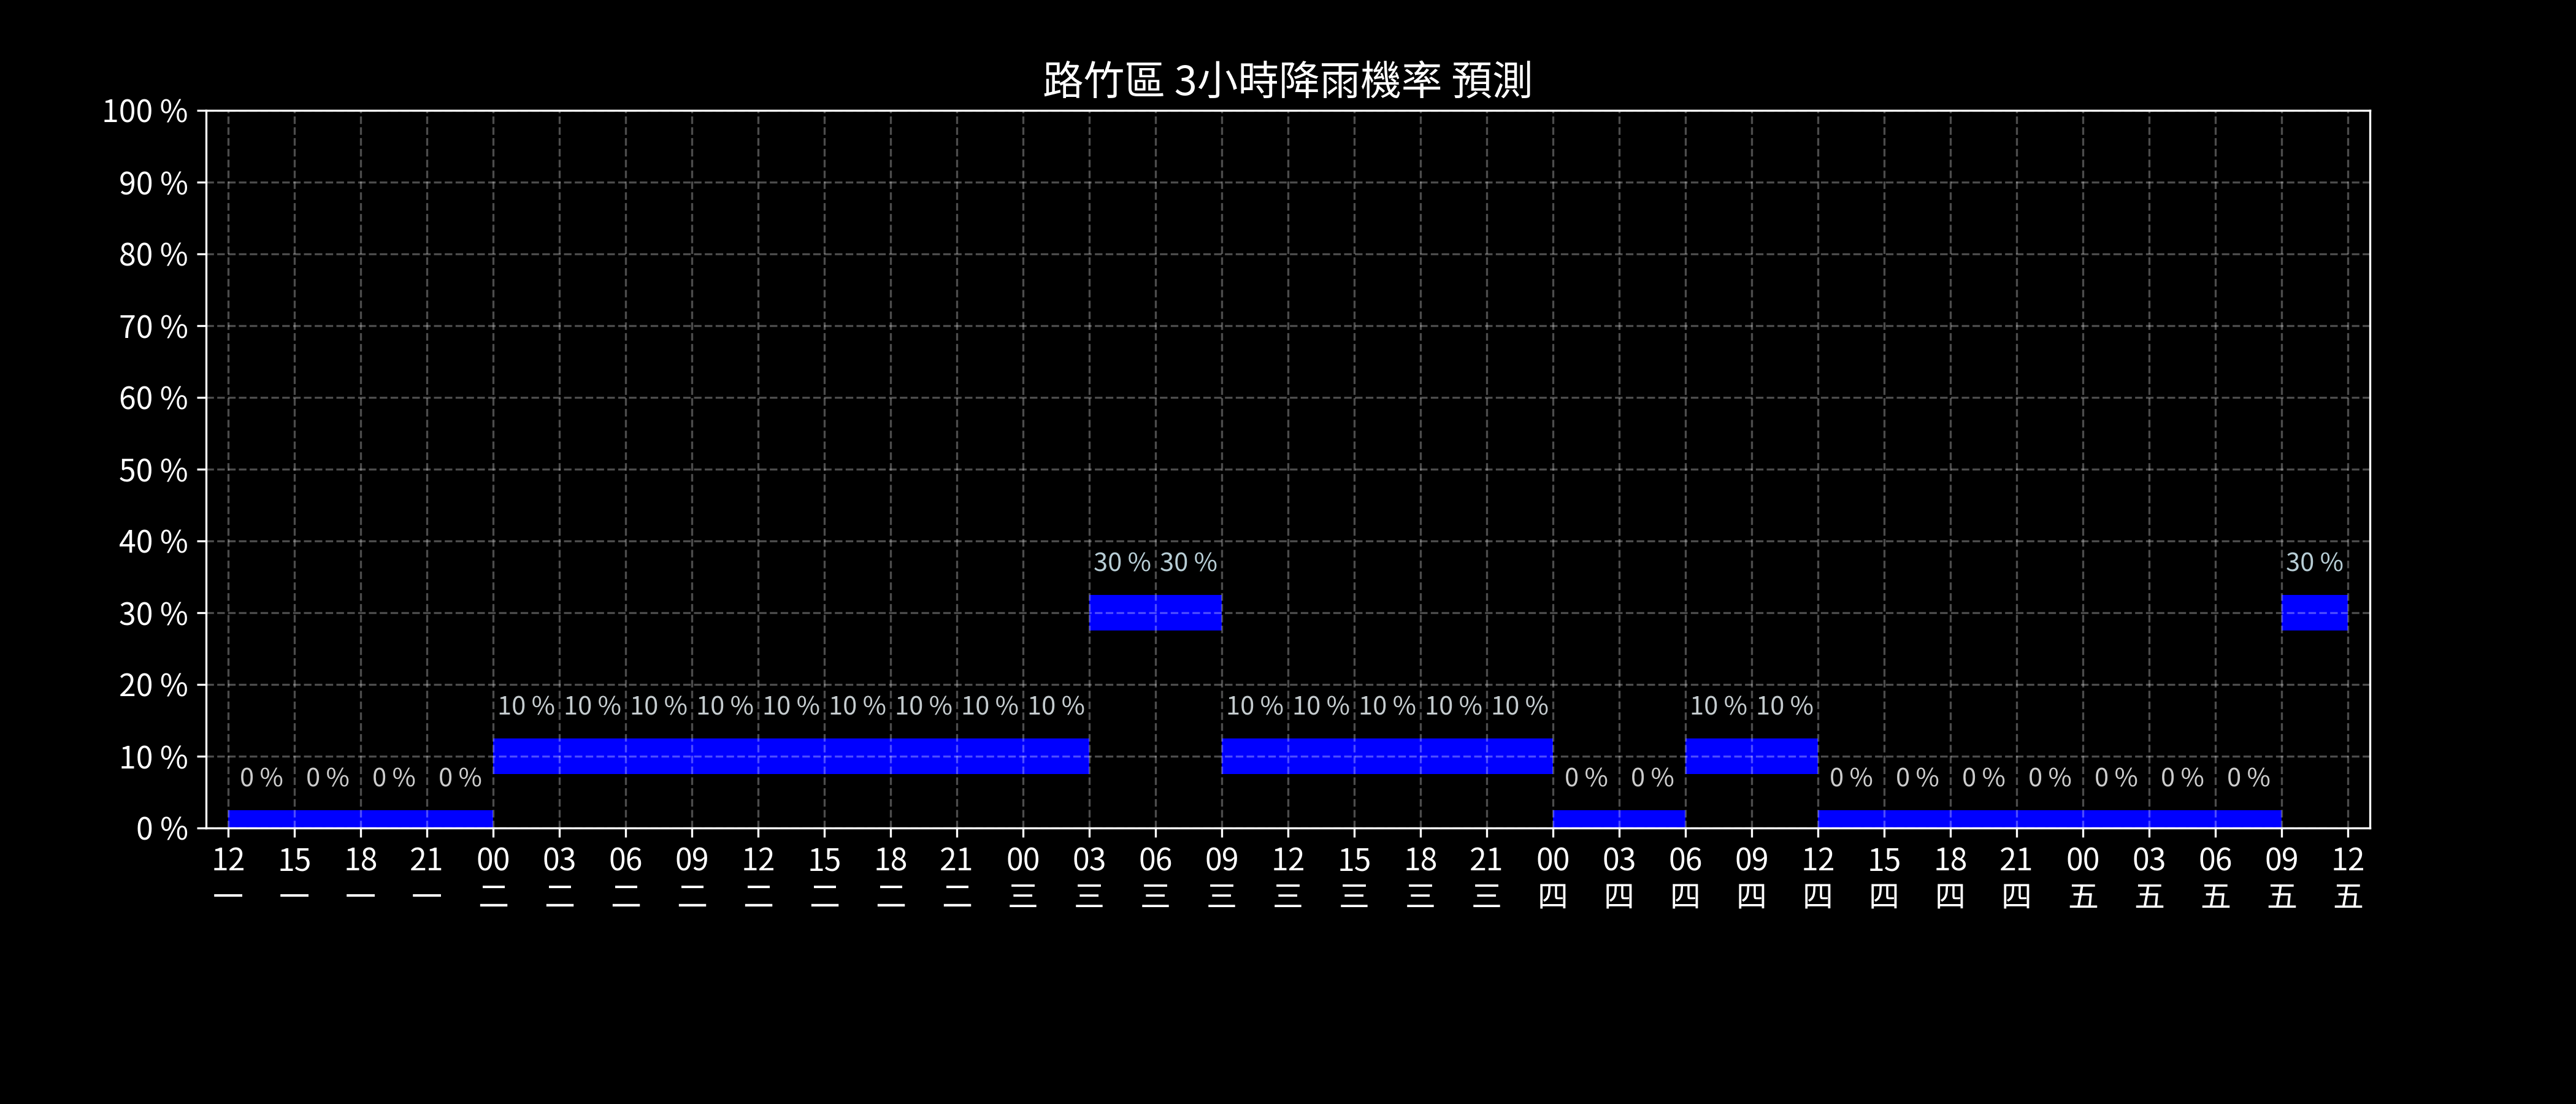 路竹區 3小時降雨機率 預測
100 %
90 %
80 %
70 %
60 %
50 %
40 %
30 % 30 % 30 %
30 %
20 %
10 % 10 % 10 % 10 % 10 % 10 % 10 % 10 % 10 % 10 % 10 % 10 % 10 % 10 % 10 % 10 %
10 %
0 % 0 % 0 % 0 % 0 % 0 % 0 % 0 % 0 % 0 % 0 % 0 % 0 %
0 %
12 15 18 21 00 03 06 09 12 15 18 21 00 03 06 09 12 15 18 21 00 03 06 09 12 15 18 21 00 03 06 09 12
一 一 一 一 二 二 二 二 二 二 二 二 三 三 三 三 三 三 三 三 四 四 四 四 四 四 四 四 五 五 五 五 五